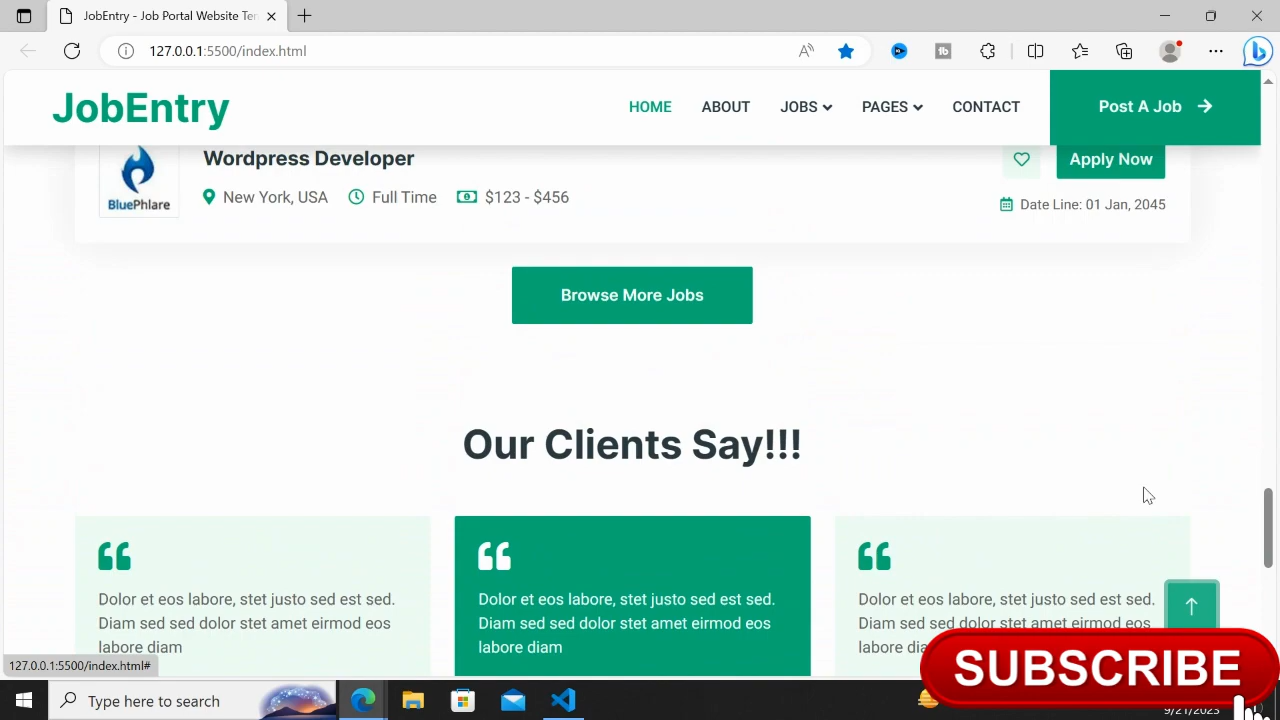 JobEntry - Job Portal Website Ten
127.0.0.1:5500/index.html
JobEntry
HOME
ABOUT
JOBS
PAGES
CONTACT
Post A Job
BluePhlare
Wordpress Developer
New York, USA
Full Time
$123 - $456
Apply Now
Date Line: 01 Jan, 2045
Browse More Jobs
Our Clients Say!!!
Dolor et eos labore, stet justo sed est sed.
Diam sed sed dolor stet amet eirmod eos
labore diam
Dolor et eos labore, stet justo sed est sed.
Diam sed sed dolor stet amet eirmod eos
labore diam
Dolor et eos labore, stet justo sed est sed.
Diam sed sed dolor stet amet eirmod eos
labore
127.0.0.1:5500/index.html#
SUBSCRIBE
Type here to search
9/21/2023